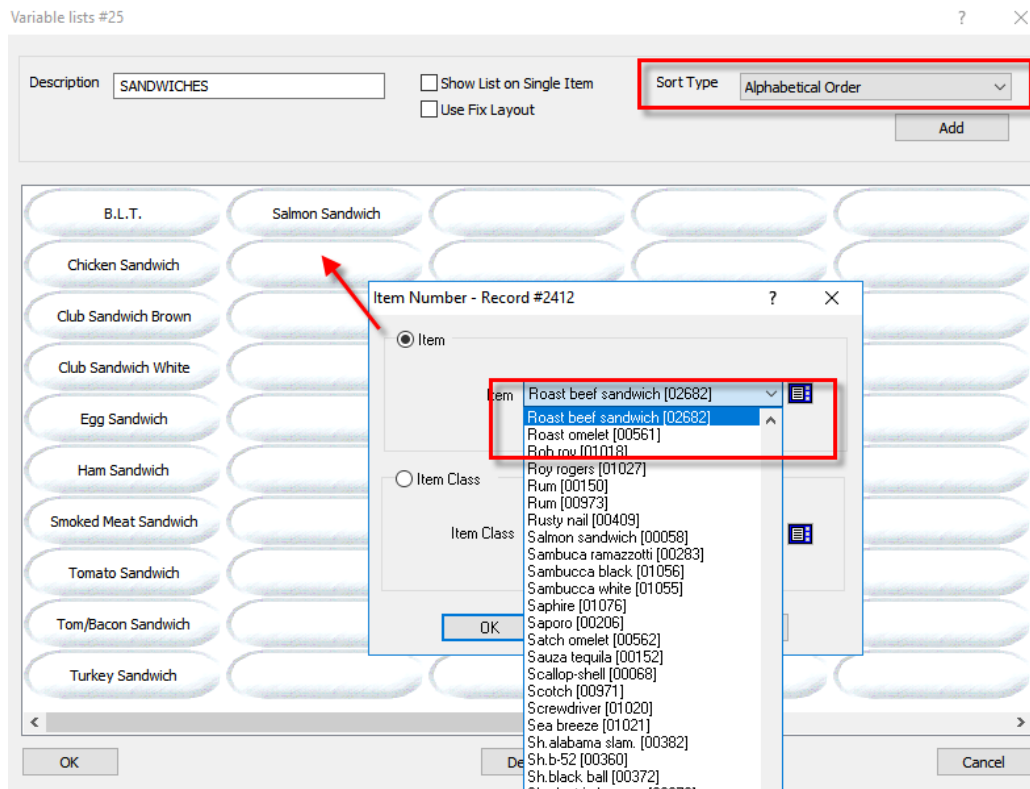 Variable lists #25 ? X
Description SANDWICHES Show List on Single Item Sort Type Alphabetical Order
Use Fix Layout
Add
B.L.T. Salmon Sandwich
Chicken Sandwich
Club Sandwich Brown
Club Sandwich White
Egg Sandwich
Ham Sandwich
Smoked Meat Sandwich
Tomato Sandwich
Tom/Bacon Sandwich
Turkey Sandwich
Item Number - Record #2412 ? X
Item
Item Roast beef sandwich [02682]
Roast beef sandwich [02682]
Roast omelet [00561]
Rob roy [01018]
Roy rogers [01027]
Item Class
Rum [00150]
Rum [00973]
Rusty nail [00409]
Item Class
Salmon sandwich [00058]
Sambuca ramazzotti [00283]
Sambucca black [01056]
Sambucca white [01055]
Saphire [01076]
Saporo [00206]
OK
Satch omelet [00562]
Sauza tequila [00152]
Scallop-shell [00068]
Scotch [00971]
Screwdriver [01020]
Sea breeze [01021]
Sh.alabama slam. [00382]
Sh.b-52 [00360]
Sh.black ball [00372]
OK De Cancel